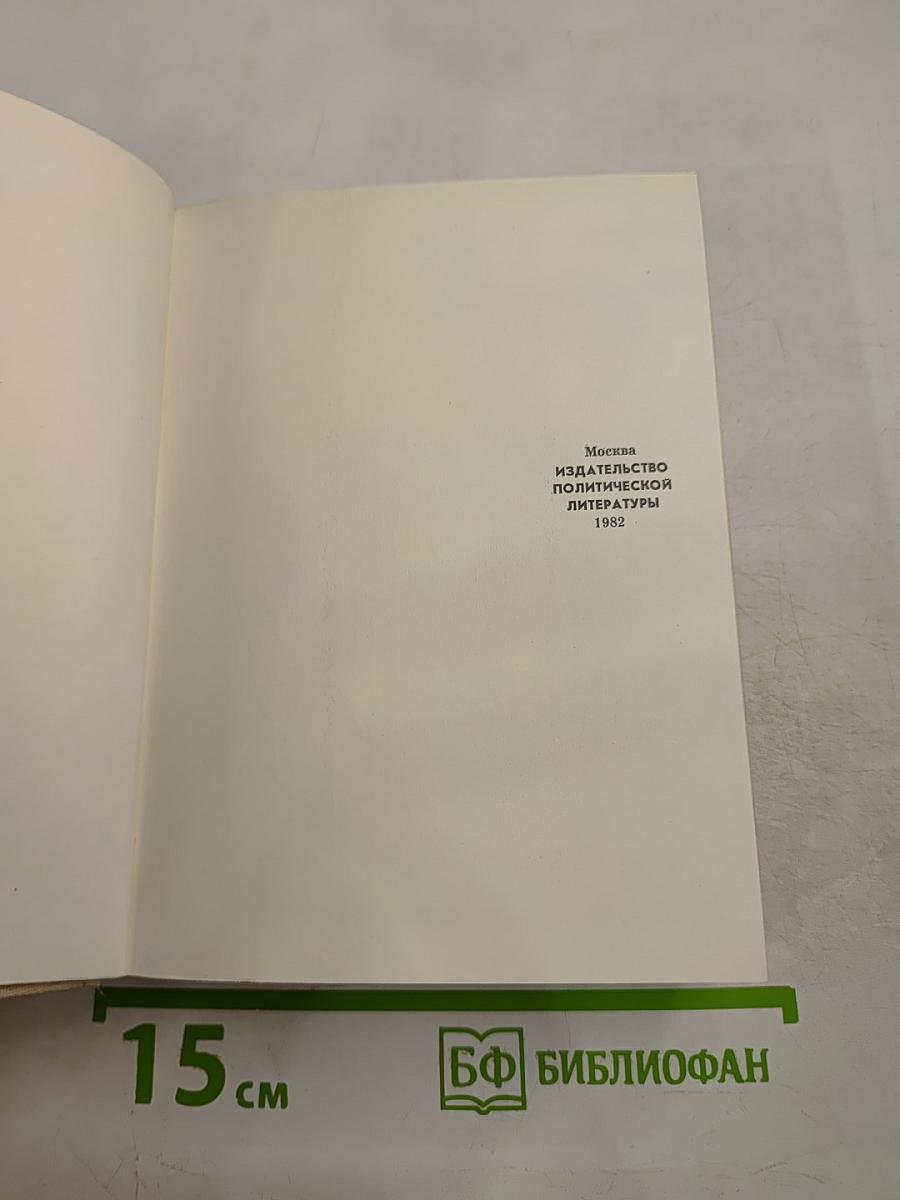 Москва
ИЗДАТЕЛЬСТВО
ПОЛИТИЧЕСКОЙ
ЛИТЕРАТУРЫ
1982
15 см
БФ БИБЛИОФАН